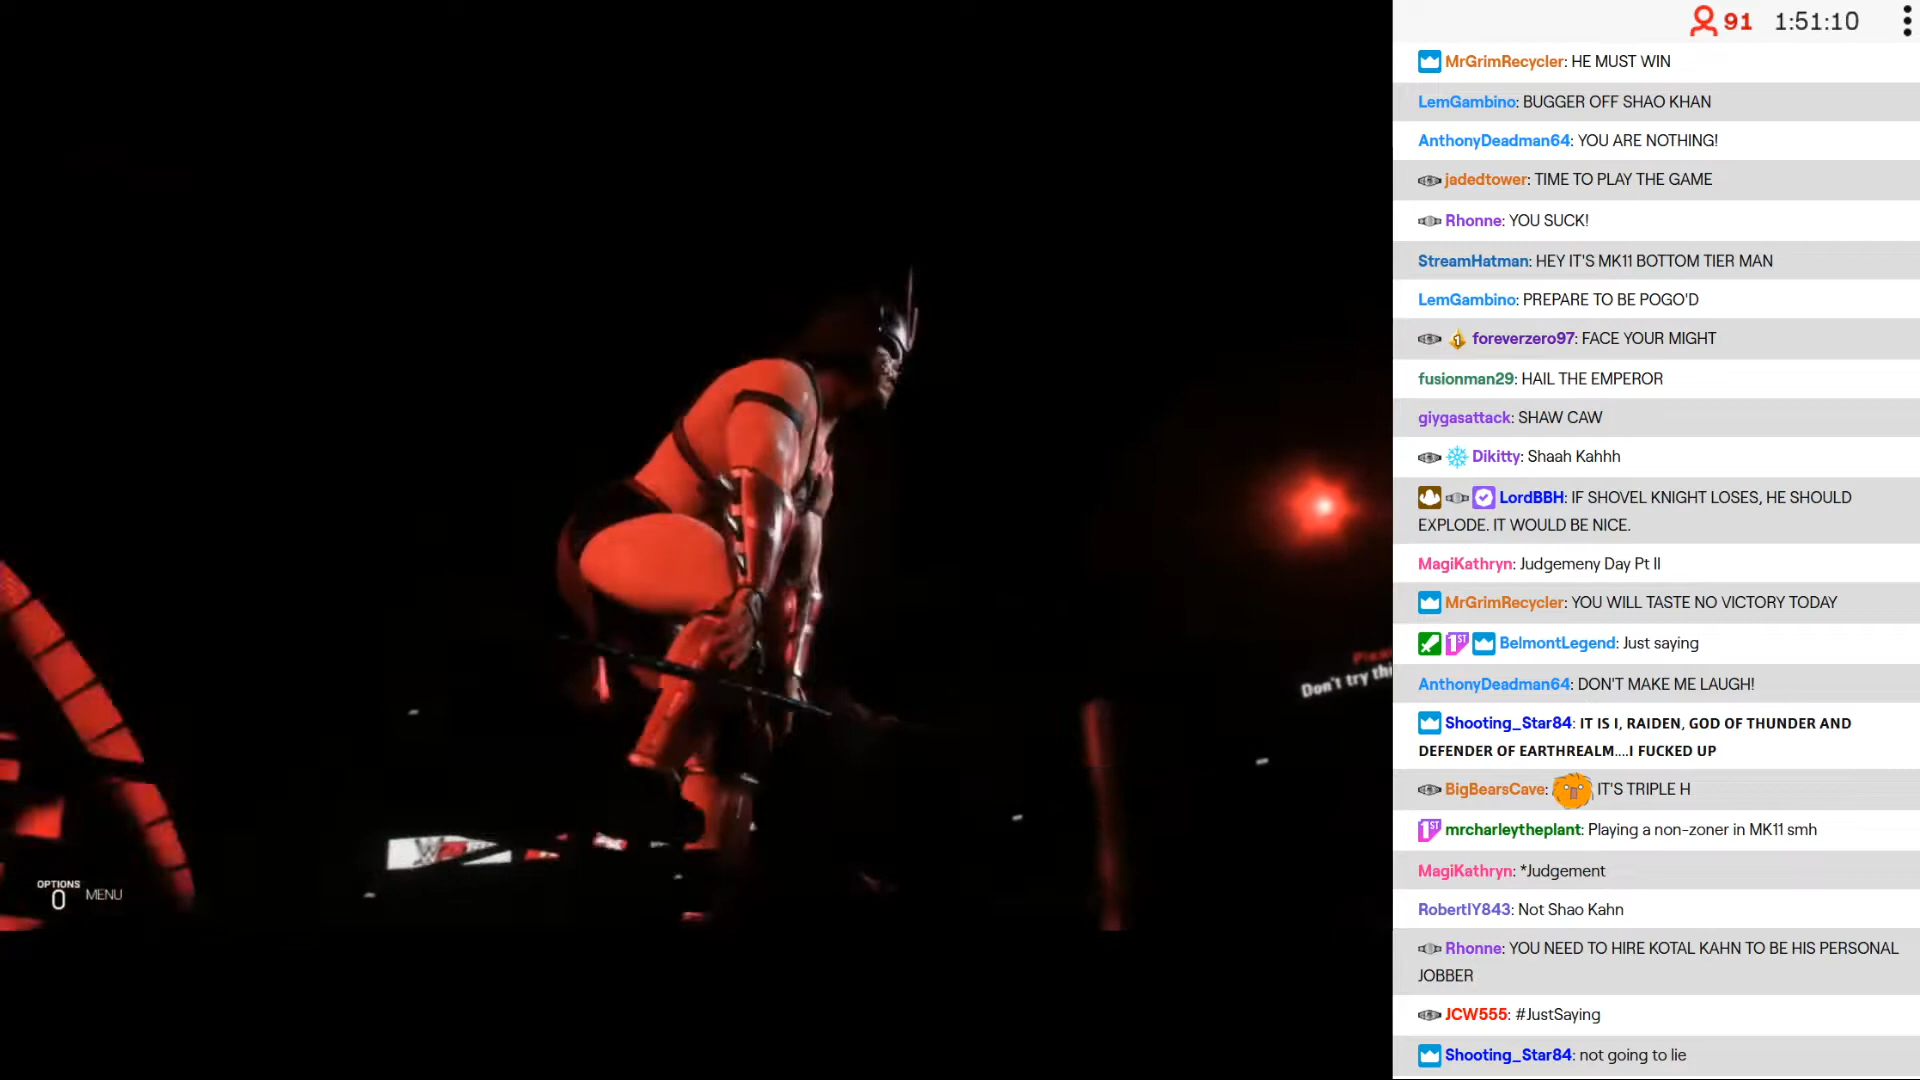 91 1:51:10
MrGrimRecycler: HE MUST WIN
LemGambino: BUGGER OFF SHAO KHAN
AnthonyDeadman64: YOU ARE NOTHING!
jadedtower: TIME TO PLAY THE GAME
Rhonne: YOU SUCK!
StreamHatman: HEY IT'S MK11 BOTTOM TIER MAN
LemGambino: PREPARE TO BE POGO'D
1 foreverzero97: FACE YOUR MIGHT
fusionman29: HAIL THE EMPEROR
giygasattack: SHAW CAW
Dikitty: Shaah Kahhh
LordBBH: IF SHOVEL KNIGHT LOSES, HE SHOULD
EXPLODE. IT WOULD BE NICE.
MagiKathryn: Judgemeny Day Pt II
MrGrimRecycler: YOU WILL TASTE NO VICTORY TODAY
1ST BelmontLegend: Just saying
AnthonyDeadman64: DON'T MAKE ME LAUGH!
Shooting_Star84: IT IS I, RAIDEN, GOD OF THUNDER AND
DEFENDER OF EARTHREALM....I FUCKED UP
BigBearsCave: IT'S TRIPLE H
1ST mrcharleytheplant: Playing a non-zoner in MK11 smh
MagiKathryn: *Judgement
RobertIY843: Not Shao Kahn
Rhonne: YOU NEED TO HIRE KOTAL KAHN TO BE HIS PERSONAL
JOBBER
JCW555: #JustSaying
Shooting_Star84: not going to lie
Don't try
OPTIONS
MENU